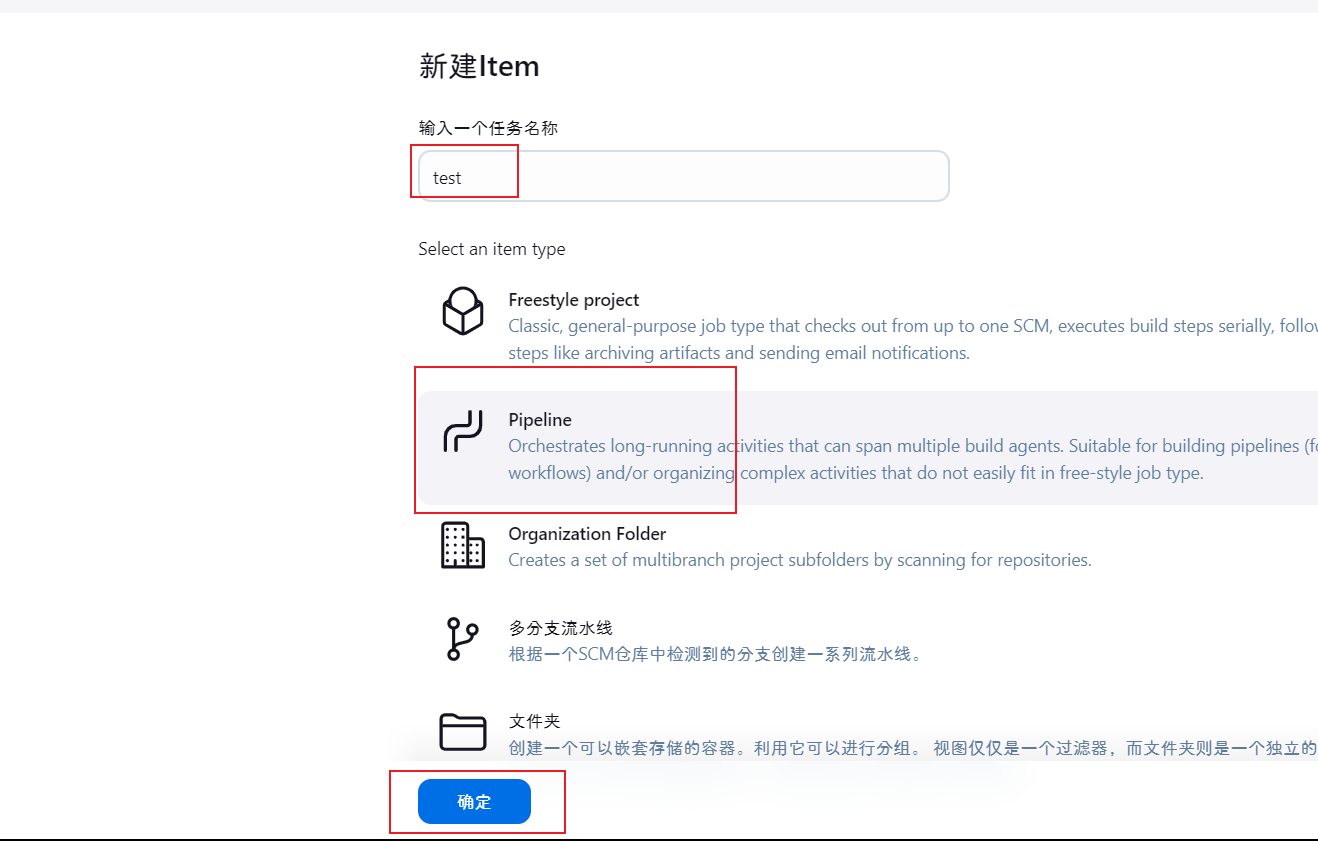 新建Item
输入一个任务名称
test
Select an item type
Freestyle project
Classic, general-purpose job type that checks out from up to one SCM, executes build steps serially,
steps like archiving artifacts and sending email notifications.
Pipeline
Orchestrates long-running activities that can span multiple build agents. Suitable for building pipelines
workflows) and/or organizing complex activities that do not easily fit in free-style job type.
Organization Folder
Creates a set of multibranch project subfolders by scanning for repositories.
多分支流水线
根据一个SCM仓库中检测到的分支创建一系列流水线。
文件夹
创建一个可以嵌套存储的容器。利用它可以进行分组。 视图仅仅是一个过滤器，而文件夹则是一个独立的
确定